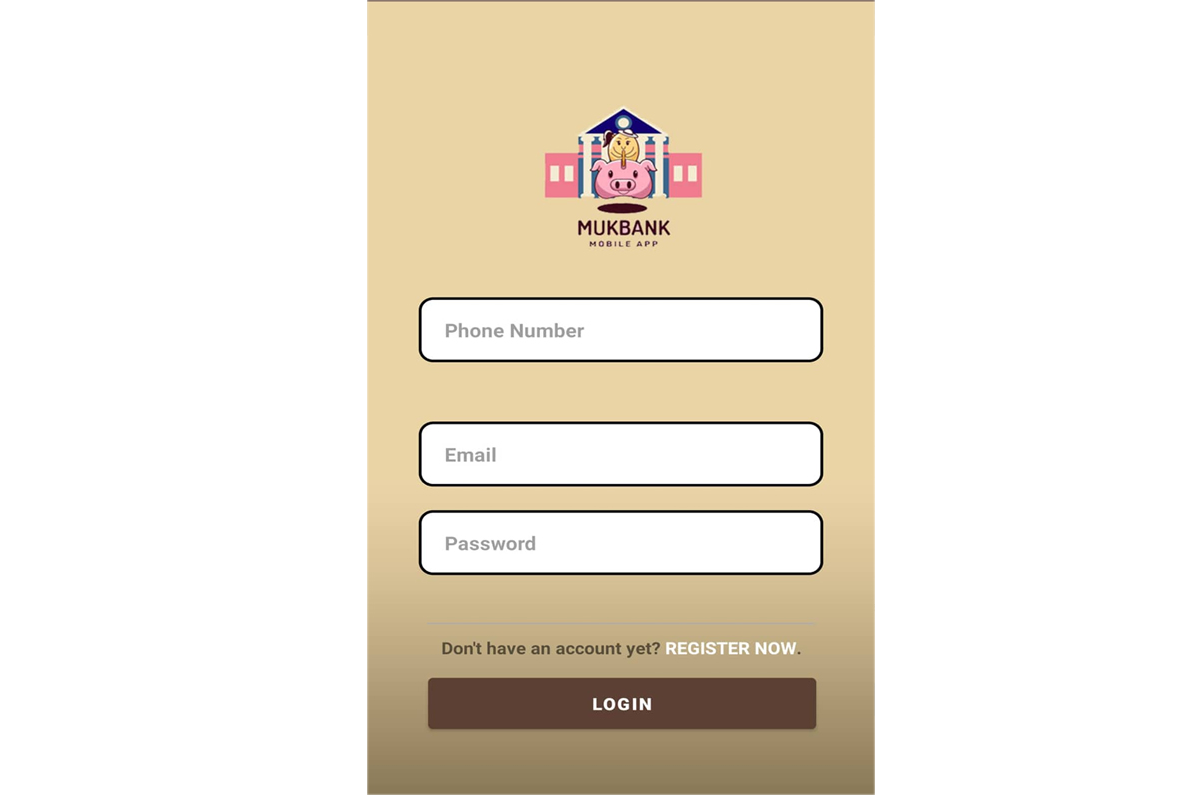 MUKBANK
MOBILE APP
Phone Number
Email
Password
Don't have an account yet? REGISTER NOW.
LOGIN